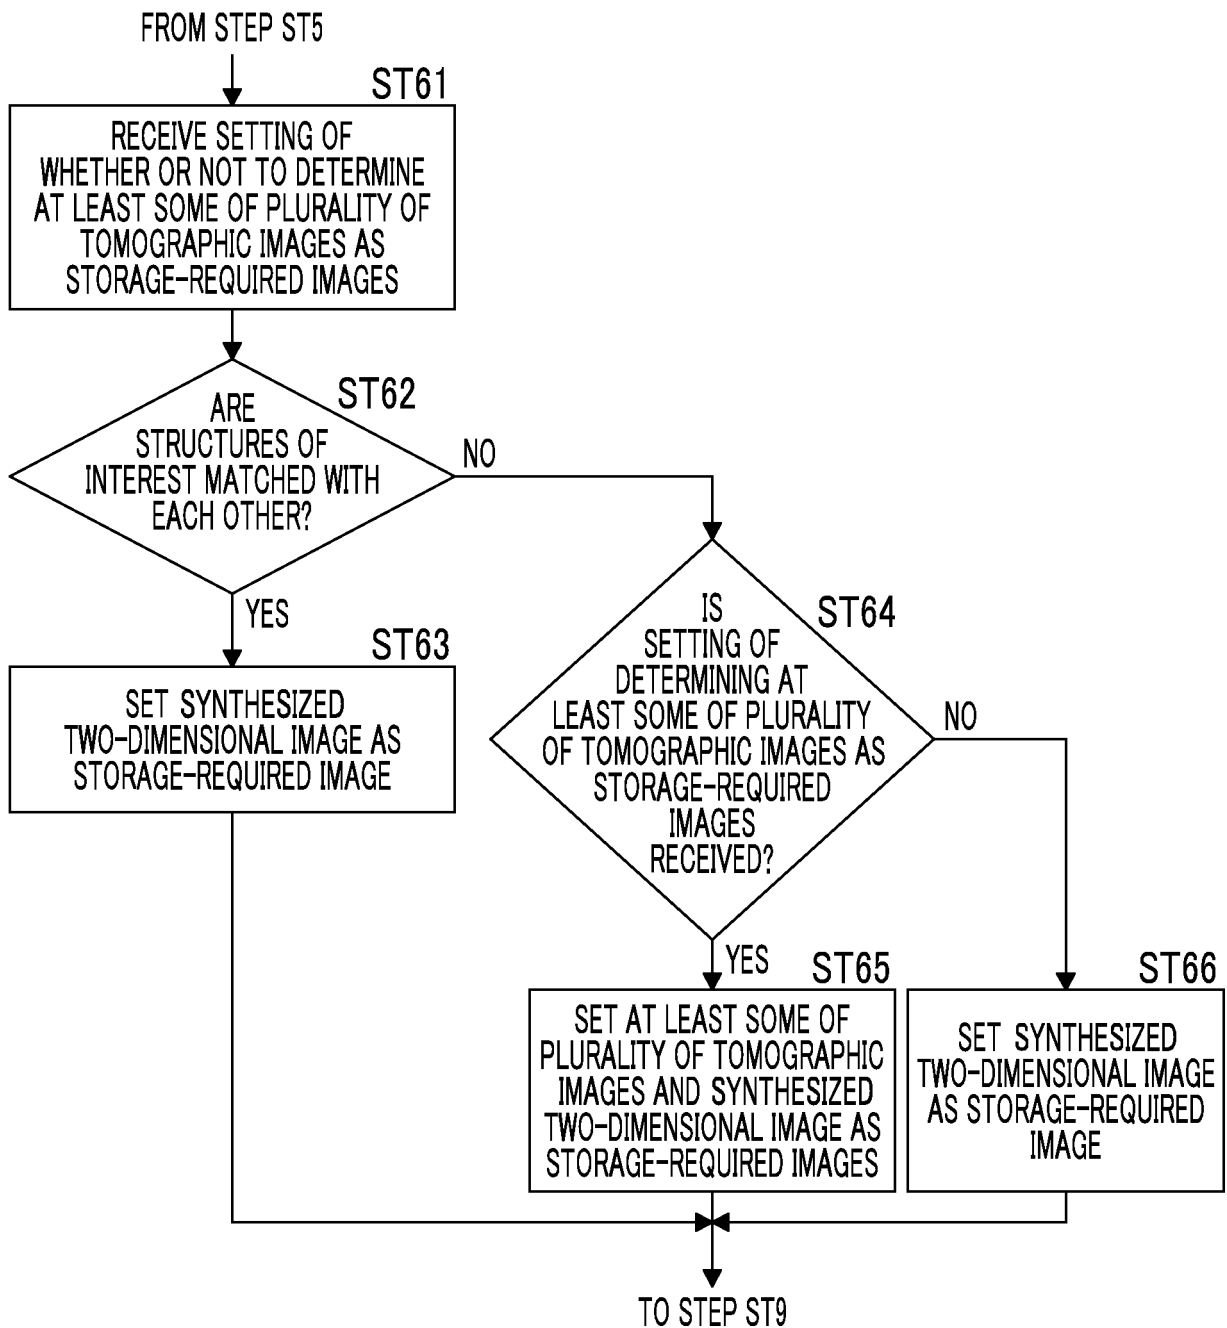 FROM STEP ST5
ST61
RECEIVE SETTING OF
WHETHER OR NOT TO DETERMINE
AT LEAST SOME OF PLURALITY OF
TOMOGRAPHIC IMAGES AS
STORAGE-REQUIRED IMAGES
ST62
ARE
STRUCTURES OF
INTEREST MATCHED WITH
EACH OTHER?
NO
YES
ST63
SET SYNTHESIZED
TWO-DIMENSIONAL IMAGE AS
STORAGE-REQUIRED IMAGE
ST64
IS
SETTING OF
DETERMINING AT
LEAST SOME OF PLURALITY
OF TOMOGRAPHIC IMAGES AS
STORAGE-REQUIRED
IMAGES
RECEIVED?
NO
YES
ST65
SET AT LEAST SOME OF
PLURALITY OF TOMOGRAPHIC
IMAGES AND SYNTHESIZED
TWO-DIMENSIONAL IMAGE AS
STORAGE-REQUIRED IMAGES
ST66
SET SYNTHESIZED
TWO-DIMENSIONAL IMAGE
AS STORAGE-REQUIRED
IMAGE
TO STEP ST9